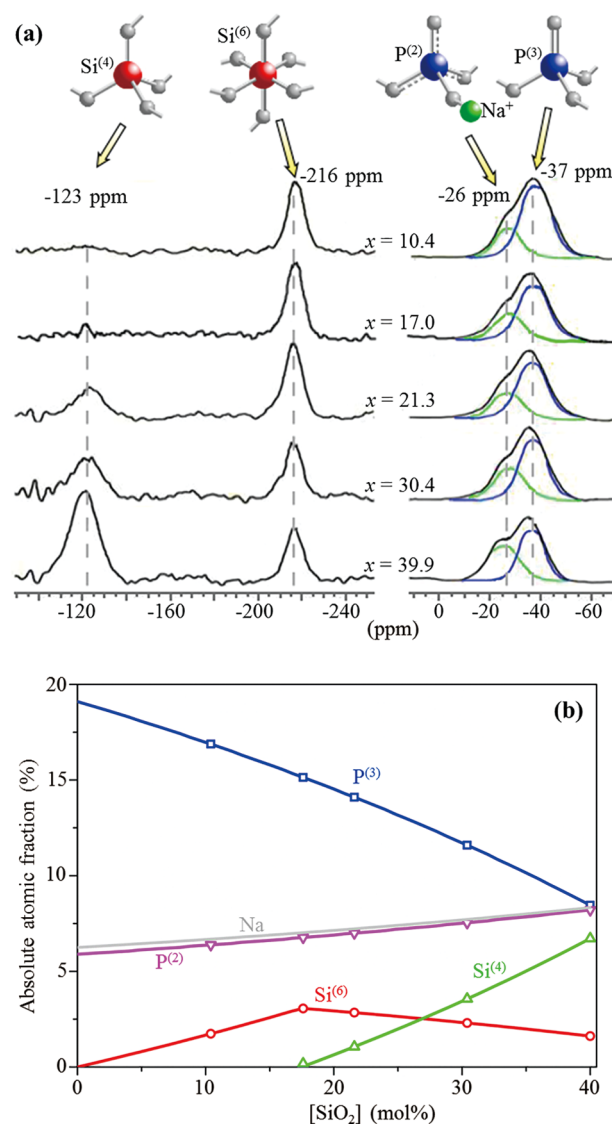 (a)
Si(4)
Si(6)
P(2)
P(3)
Na+
-123 ppm
-216 ppm
-26 ppm
-37 ppm
x = 10.4
x = 17.0
x = 21.3
x = 30.4
x = 39.9
-120 -160 -200 -240
0 -20 -40 -60
(ppm)
(b)
20
15
10
5
0
Absolute atomic fraction (%)
P(3)
Na
P(2)
Si(4)
Si(6)
0 10 20 30 40
[SiO2] (mol%)